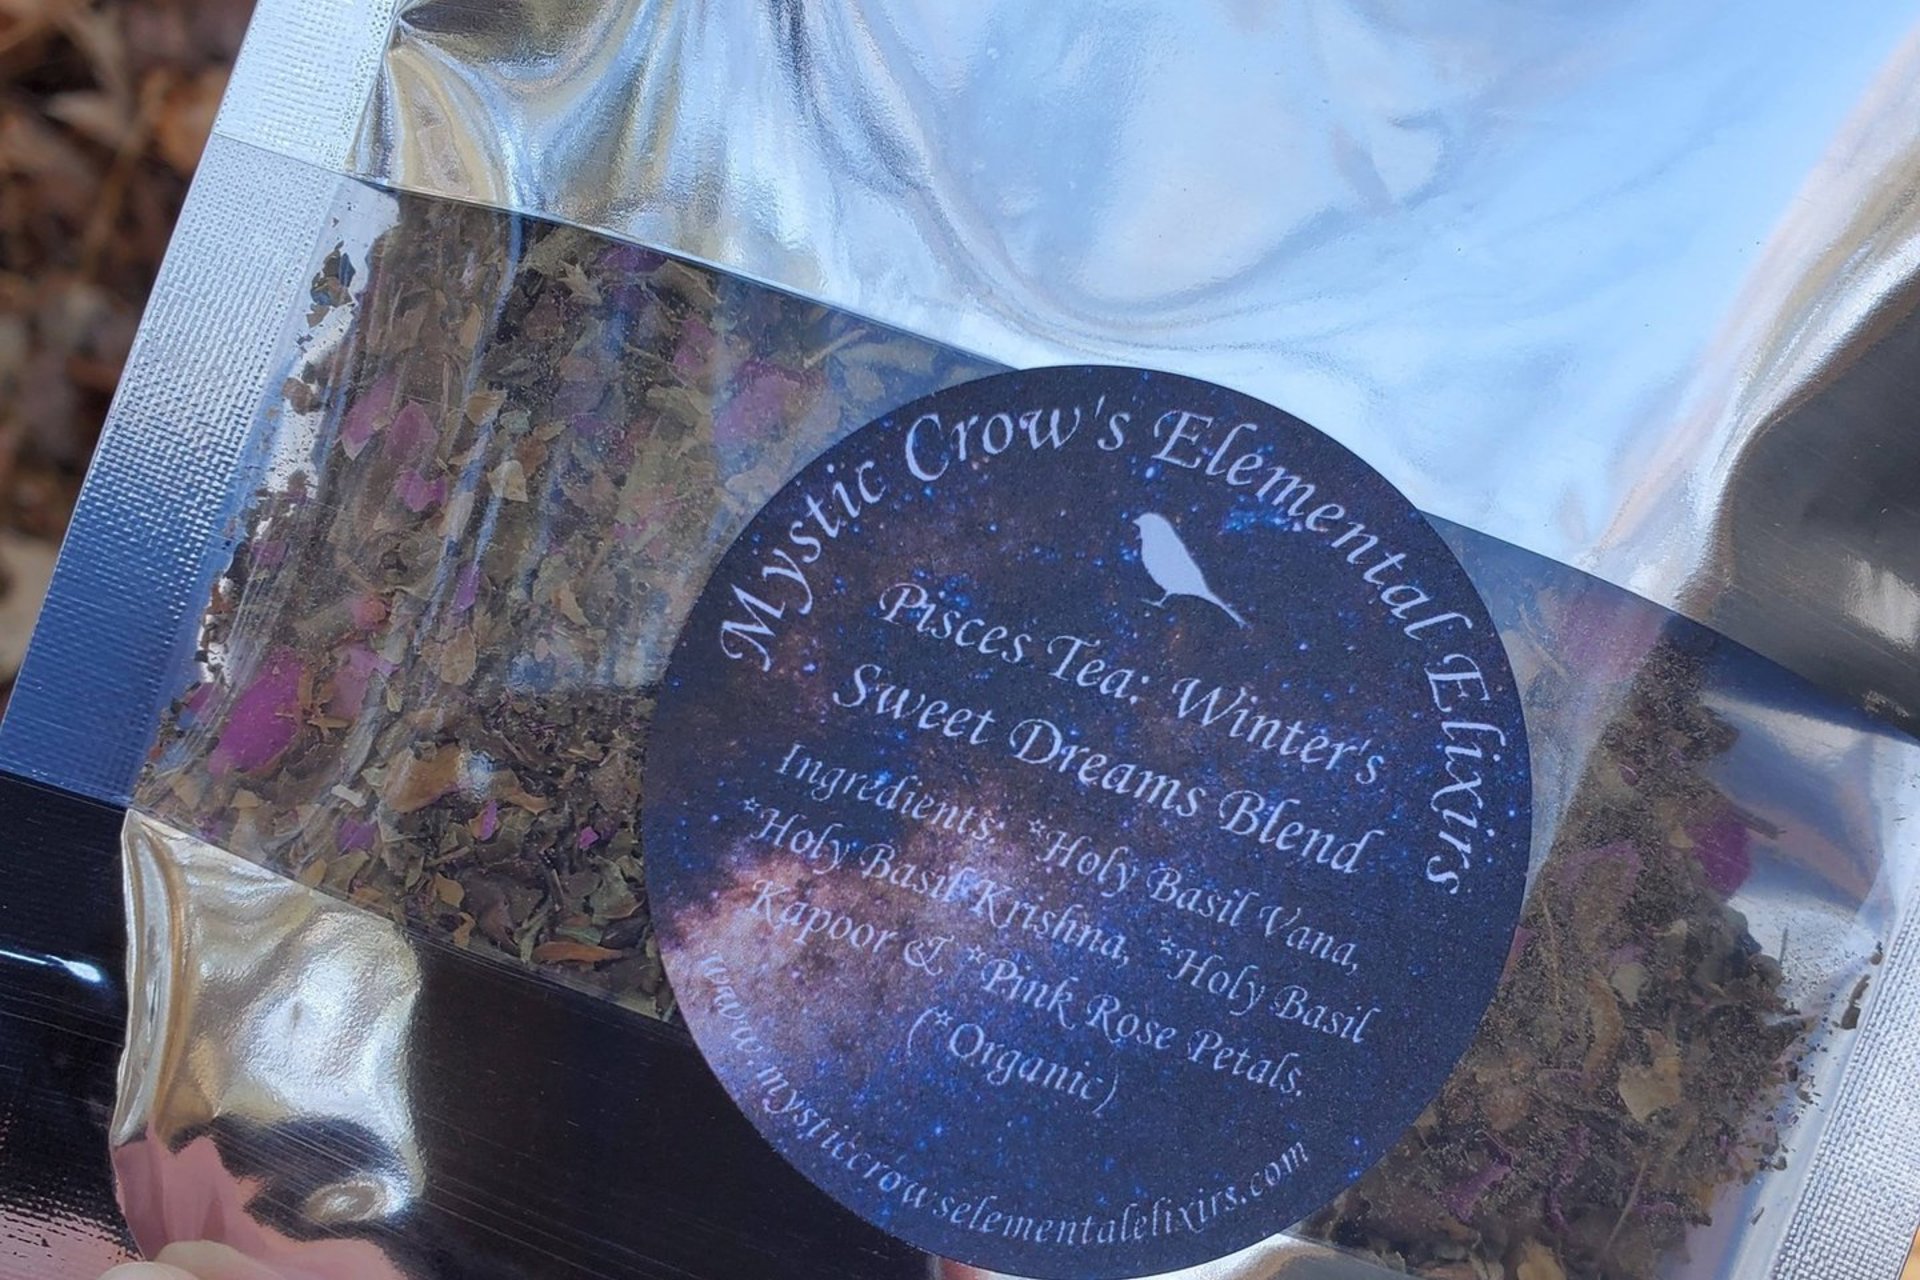 Mystic Crow's Elemental Elixirs
Pisces Tea: Winter's
Sweet Dreams Blend
Ingredients: *Holy Basil Vana,
*Holy Basil Krishna, *Holy Basil
Kapoor & *Pink Rose Petals.
(*Organic)
www.mysticcrowselementalelixirs.com